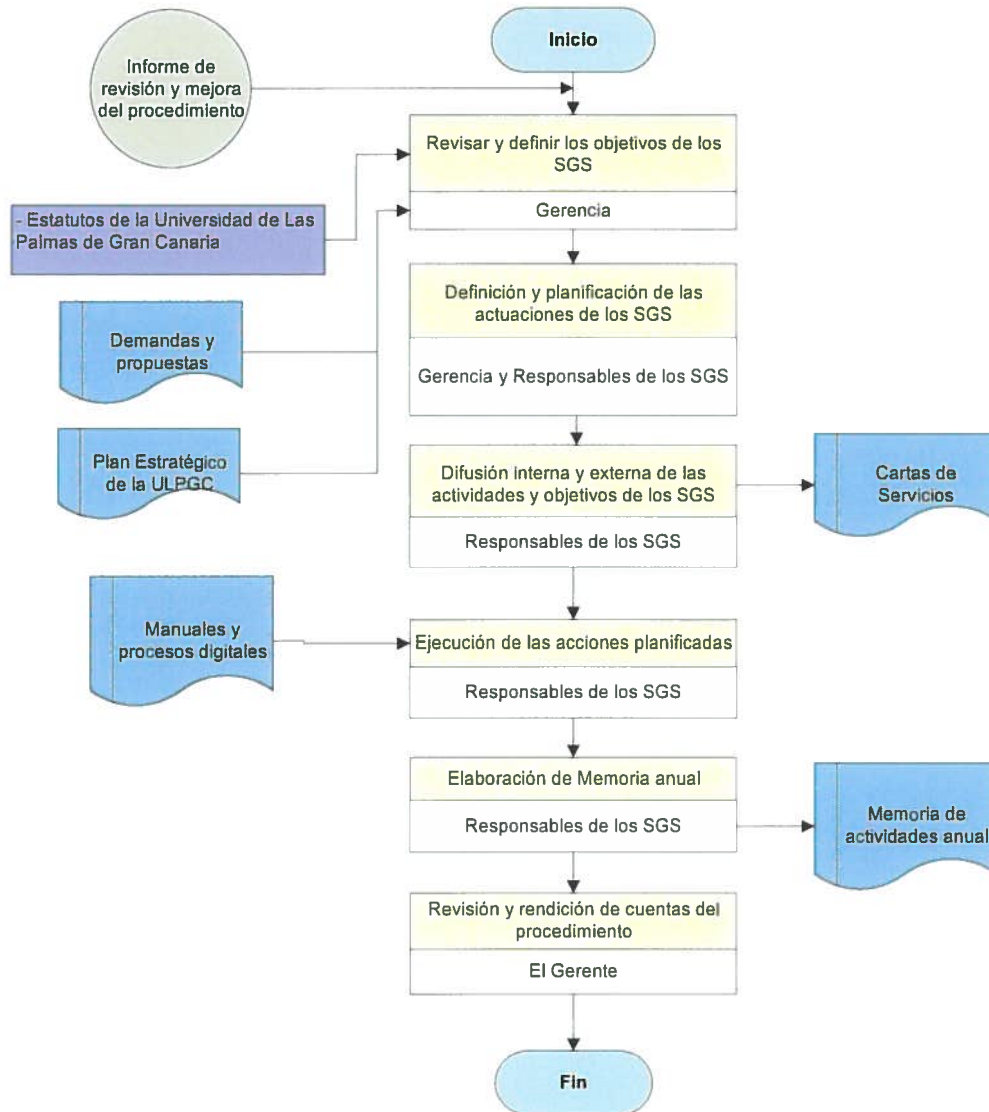 Inicio
Informe de
revisión y mejora
del procedimiento
Revisar y definir los objetivos de los
SGS
Gerencia
- Estatutos de la Universidad de Las
Palmas de Gran Canaria
Definición y planificación de las
actuaciones de los SGS
Gerencia y Responsables de los SGS
Demandas y
propuestas
Plan Estratégico
de la ULPGC
Difusión interna y externa de las
actividades y objetivos de los SGS
Responsables de los SGS
Cartas de
Servicios
Manuales y
procesos digitales
Ejecución de las acciones planificadas
Responsables de los SGS
Elaboración de Memoria anual
Responsables de los SGS
Memoria de
actividades anual
Revisión y rendición de cuentas del
procedimiento
El Gerente
Fin